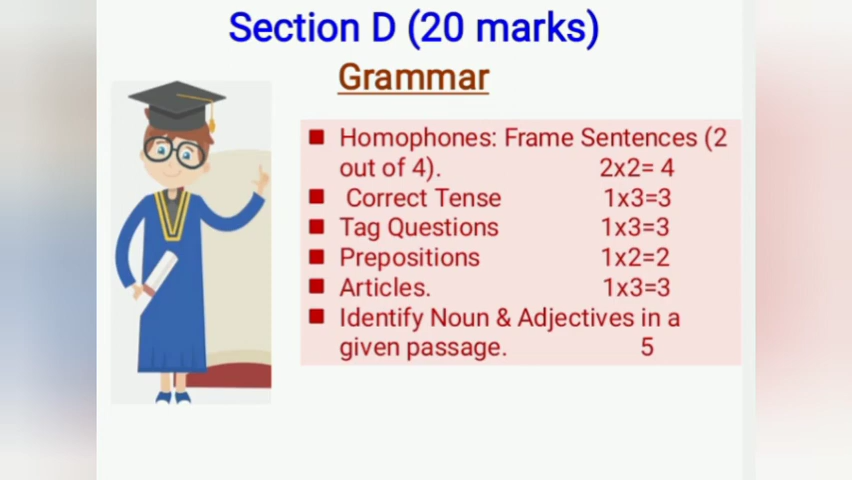 Section D (20 marks)
Grammar
■ Homophones: Frame Sentences (2
out of 4). 2x2= 4
■ Correct Tense 1x3=3
■ Tag Questions 1x3=3
■ Prepositions 1x2=2
■ Articles. 1x3=3
■ Identify Noun & Adjectives in a
given passage. 5